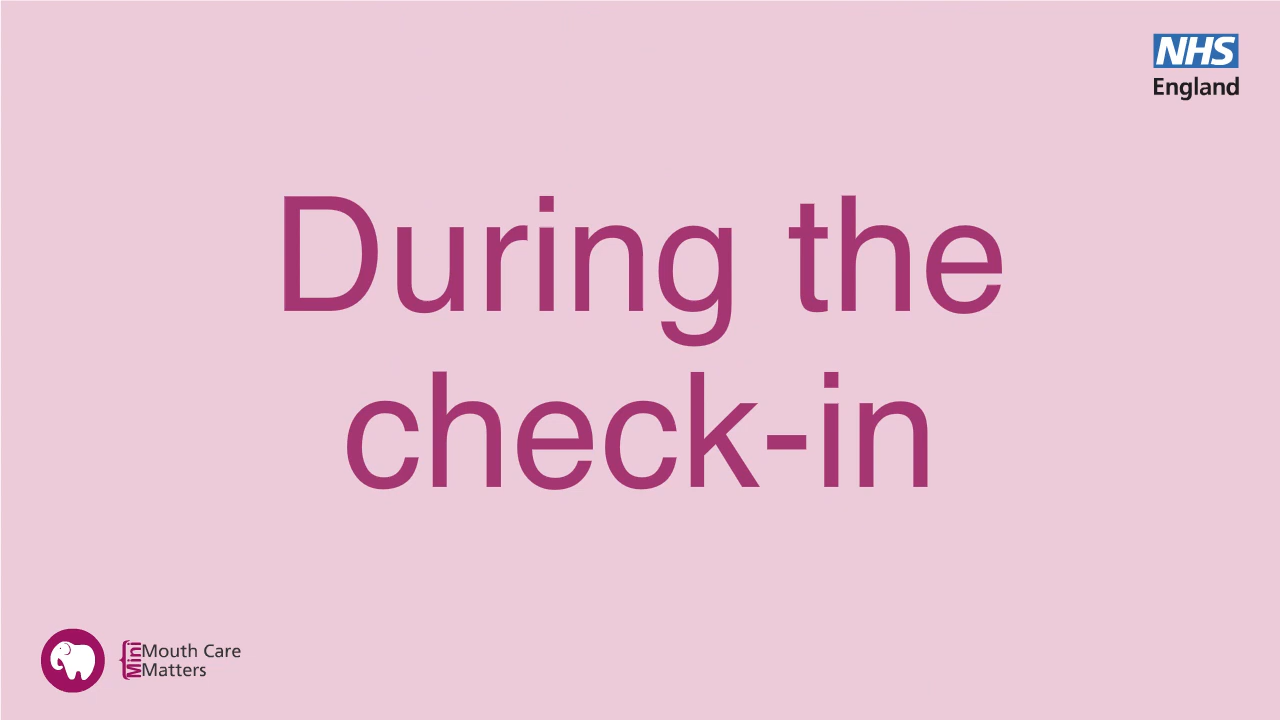 NHS
England
During the
check-in
Mini
Mouth Care
Matters